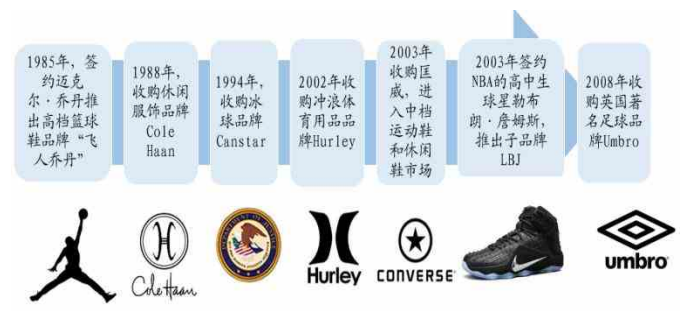 1985年，签
约迈克
尔·乔丹推
出高档篮球
鞋品牌“飞
人乔丹”
1988年，
收购休闲
服饰品牌
Cole
Haan
1994年，
收购冰
球品牌
Canstar
2002年收
购冲浪体
育用品品
牌Hurley
2003年
收购匡
威，进
入中档
运动鞋
和休闲
鞋市场
2003年签约
NBA的高中生
球星勒布
朗·詹姆斯，
推出子品牌
LBJ
2008年收
购英国著
名足球品
牌Umbro
Cole Haan
DEPARTMENT OF JUSTICE
Hurley
CONVERSE
umbro